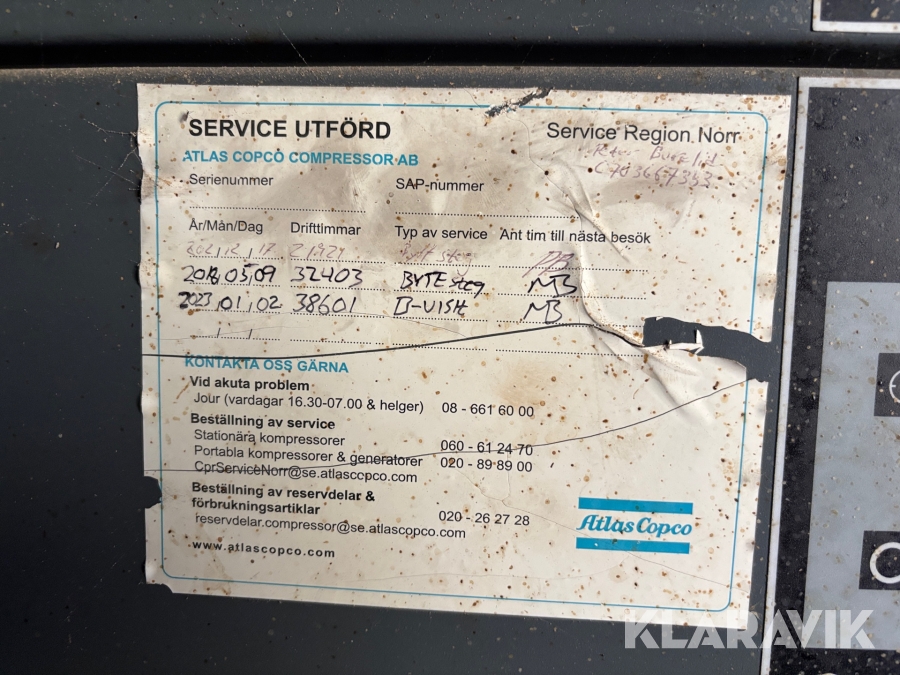 SERVICE UTFÖRD
Service Region Norr
ATLAS COPCO COMPRESSOR AB
Serienummer
SAP-nummer
År/Mån/Dag Drifttimmar Typ av service Ant tim till nästa besök
05,09 32403 BYTE steg MB
2023,01,02 38601 B-VISIT MB
KONTAKTA OSS GÄRNA
Vid akuta problem
Jour (vardagar 16.30-07.00 & helger) 08 - 661 60 00
Beställning av service
Stationära kompressorer 060 - 61 24 70
Portabla kompressorer & generatorer 020 - 89 89 00
CprServiceNorr@se.atlascopco.com
Beställning av reservdelar &
förbrukningsartiklar 020 - 26 27 28
reservdelar.compressor@se.atlascopco.com
www.atlascopco.com
Atlas Copco
KLARAVIK